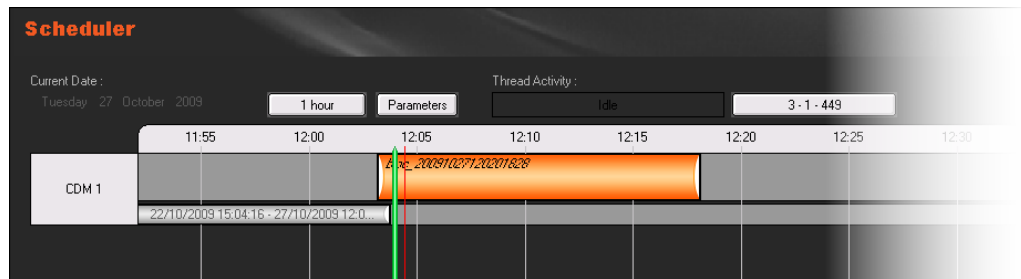 Scheduler
Current Date :
Thread Activity :
Tuesday 27 October 2009
1 hour
Parameters
Idle
3 - 1 - 449
11:55 12:00 12:05 12:10 12:15 12:20 12:25 12:30
_20091027120201828
CDM 1
22/10/2009 15:04:16 - 27/10/2009 12:0...